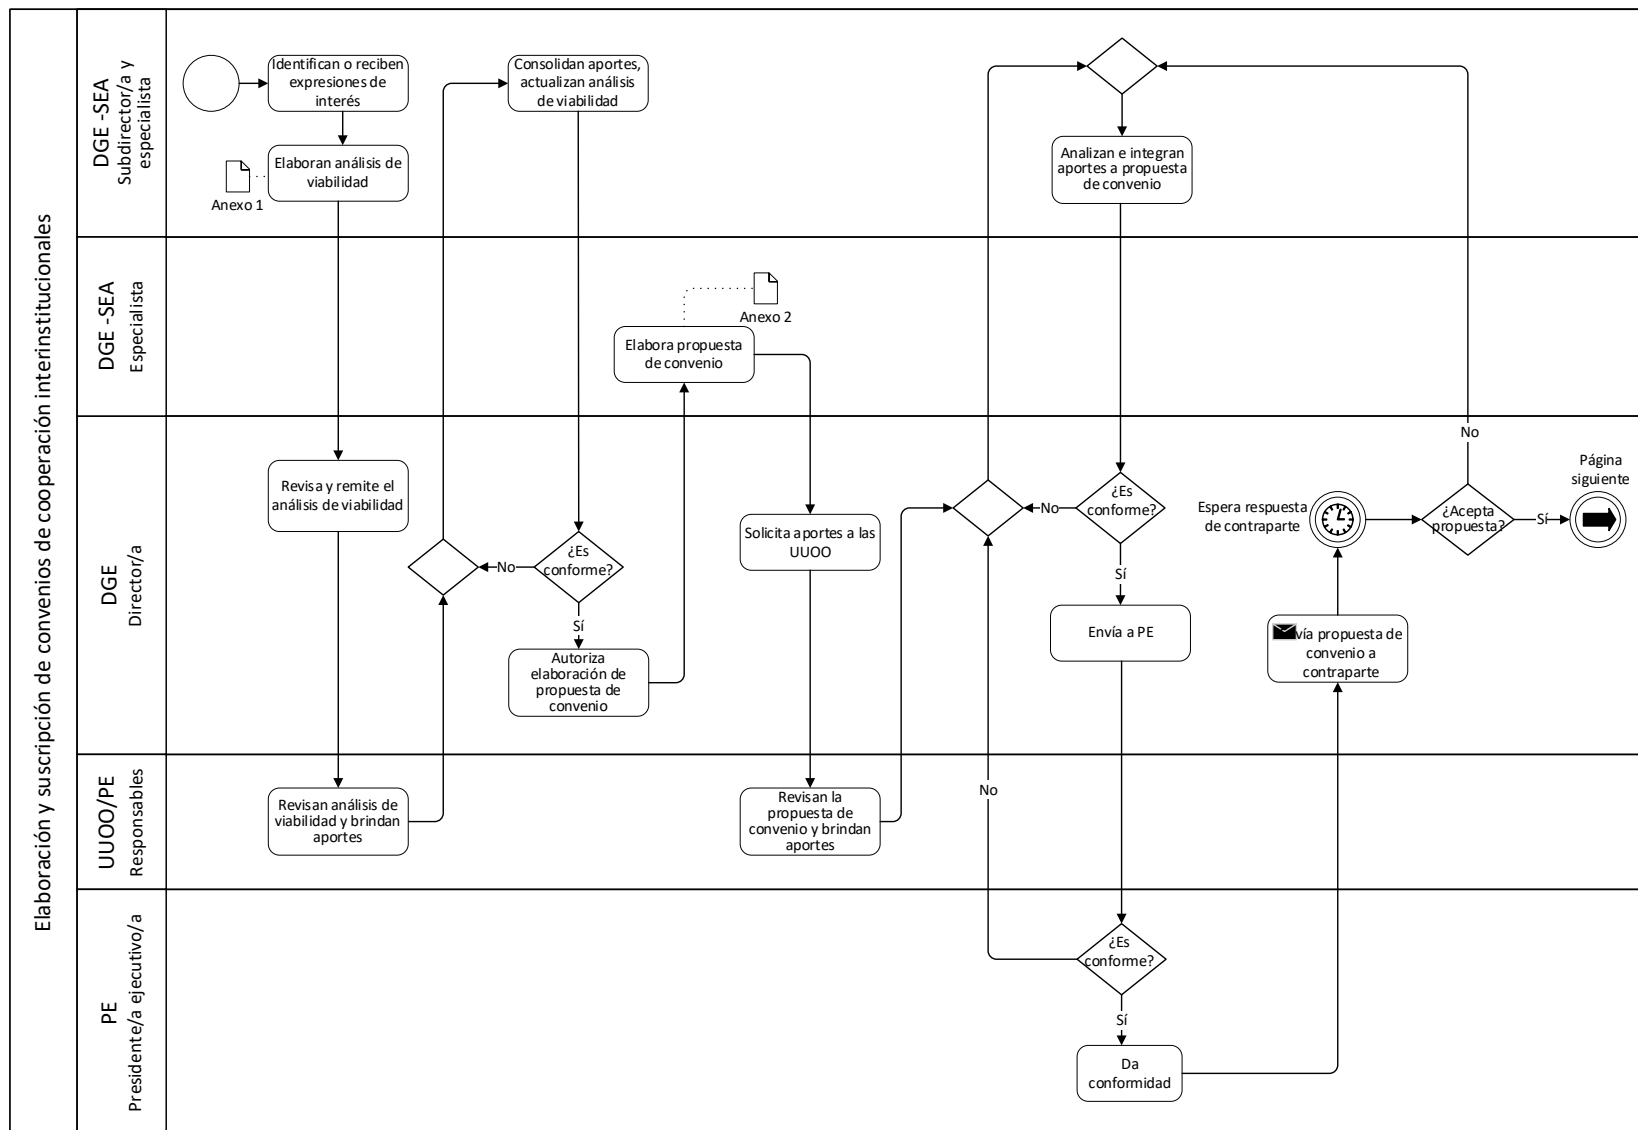 Elaboración y suscripción de convenios de cooperación interinstitucionales
DGE -SEA
Subdirector/a y
especialista
Identifican o reciben
expresiones de
interés
Elaboran análisis de
viabilidad
Anexo 1
Consolidan aportes,
actualizan análisis
de viabilidad
Analizan e integran
aportes a propuesta
de convenio
DGE -SEA
Especialista
Anexo 2
Elabora propuesta
de convenio
DGE
Director/a
Revisa y remite el
análisis de viabilidad
No
¿Es
conforme?
Sí
Autoriza
elaboración de
propuesta de
convenio
Solicita aportes a las
UUOO
No
¿Es
conforme?
Sí
Envía a PE
Espera respuesta
de contraparte
vía propuesta de
convenio a
contraparte
No
¿Acepta
propuesta?
Sí
Página
siguiente
UUOO/PE
Responsables
Revisan análisis de
viabilidad y brindan
aportes
Revisan la
propuesta de
convenio y brindan
aportes
No
PE
Presidente/a ejecutivo/a
¿Es
conforme?
Sí
Da
conformidad